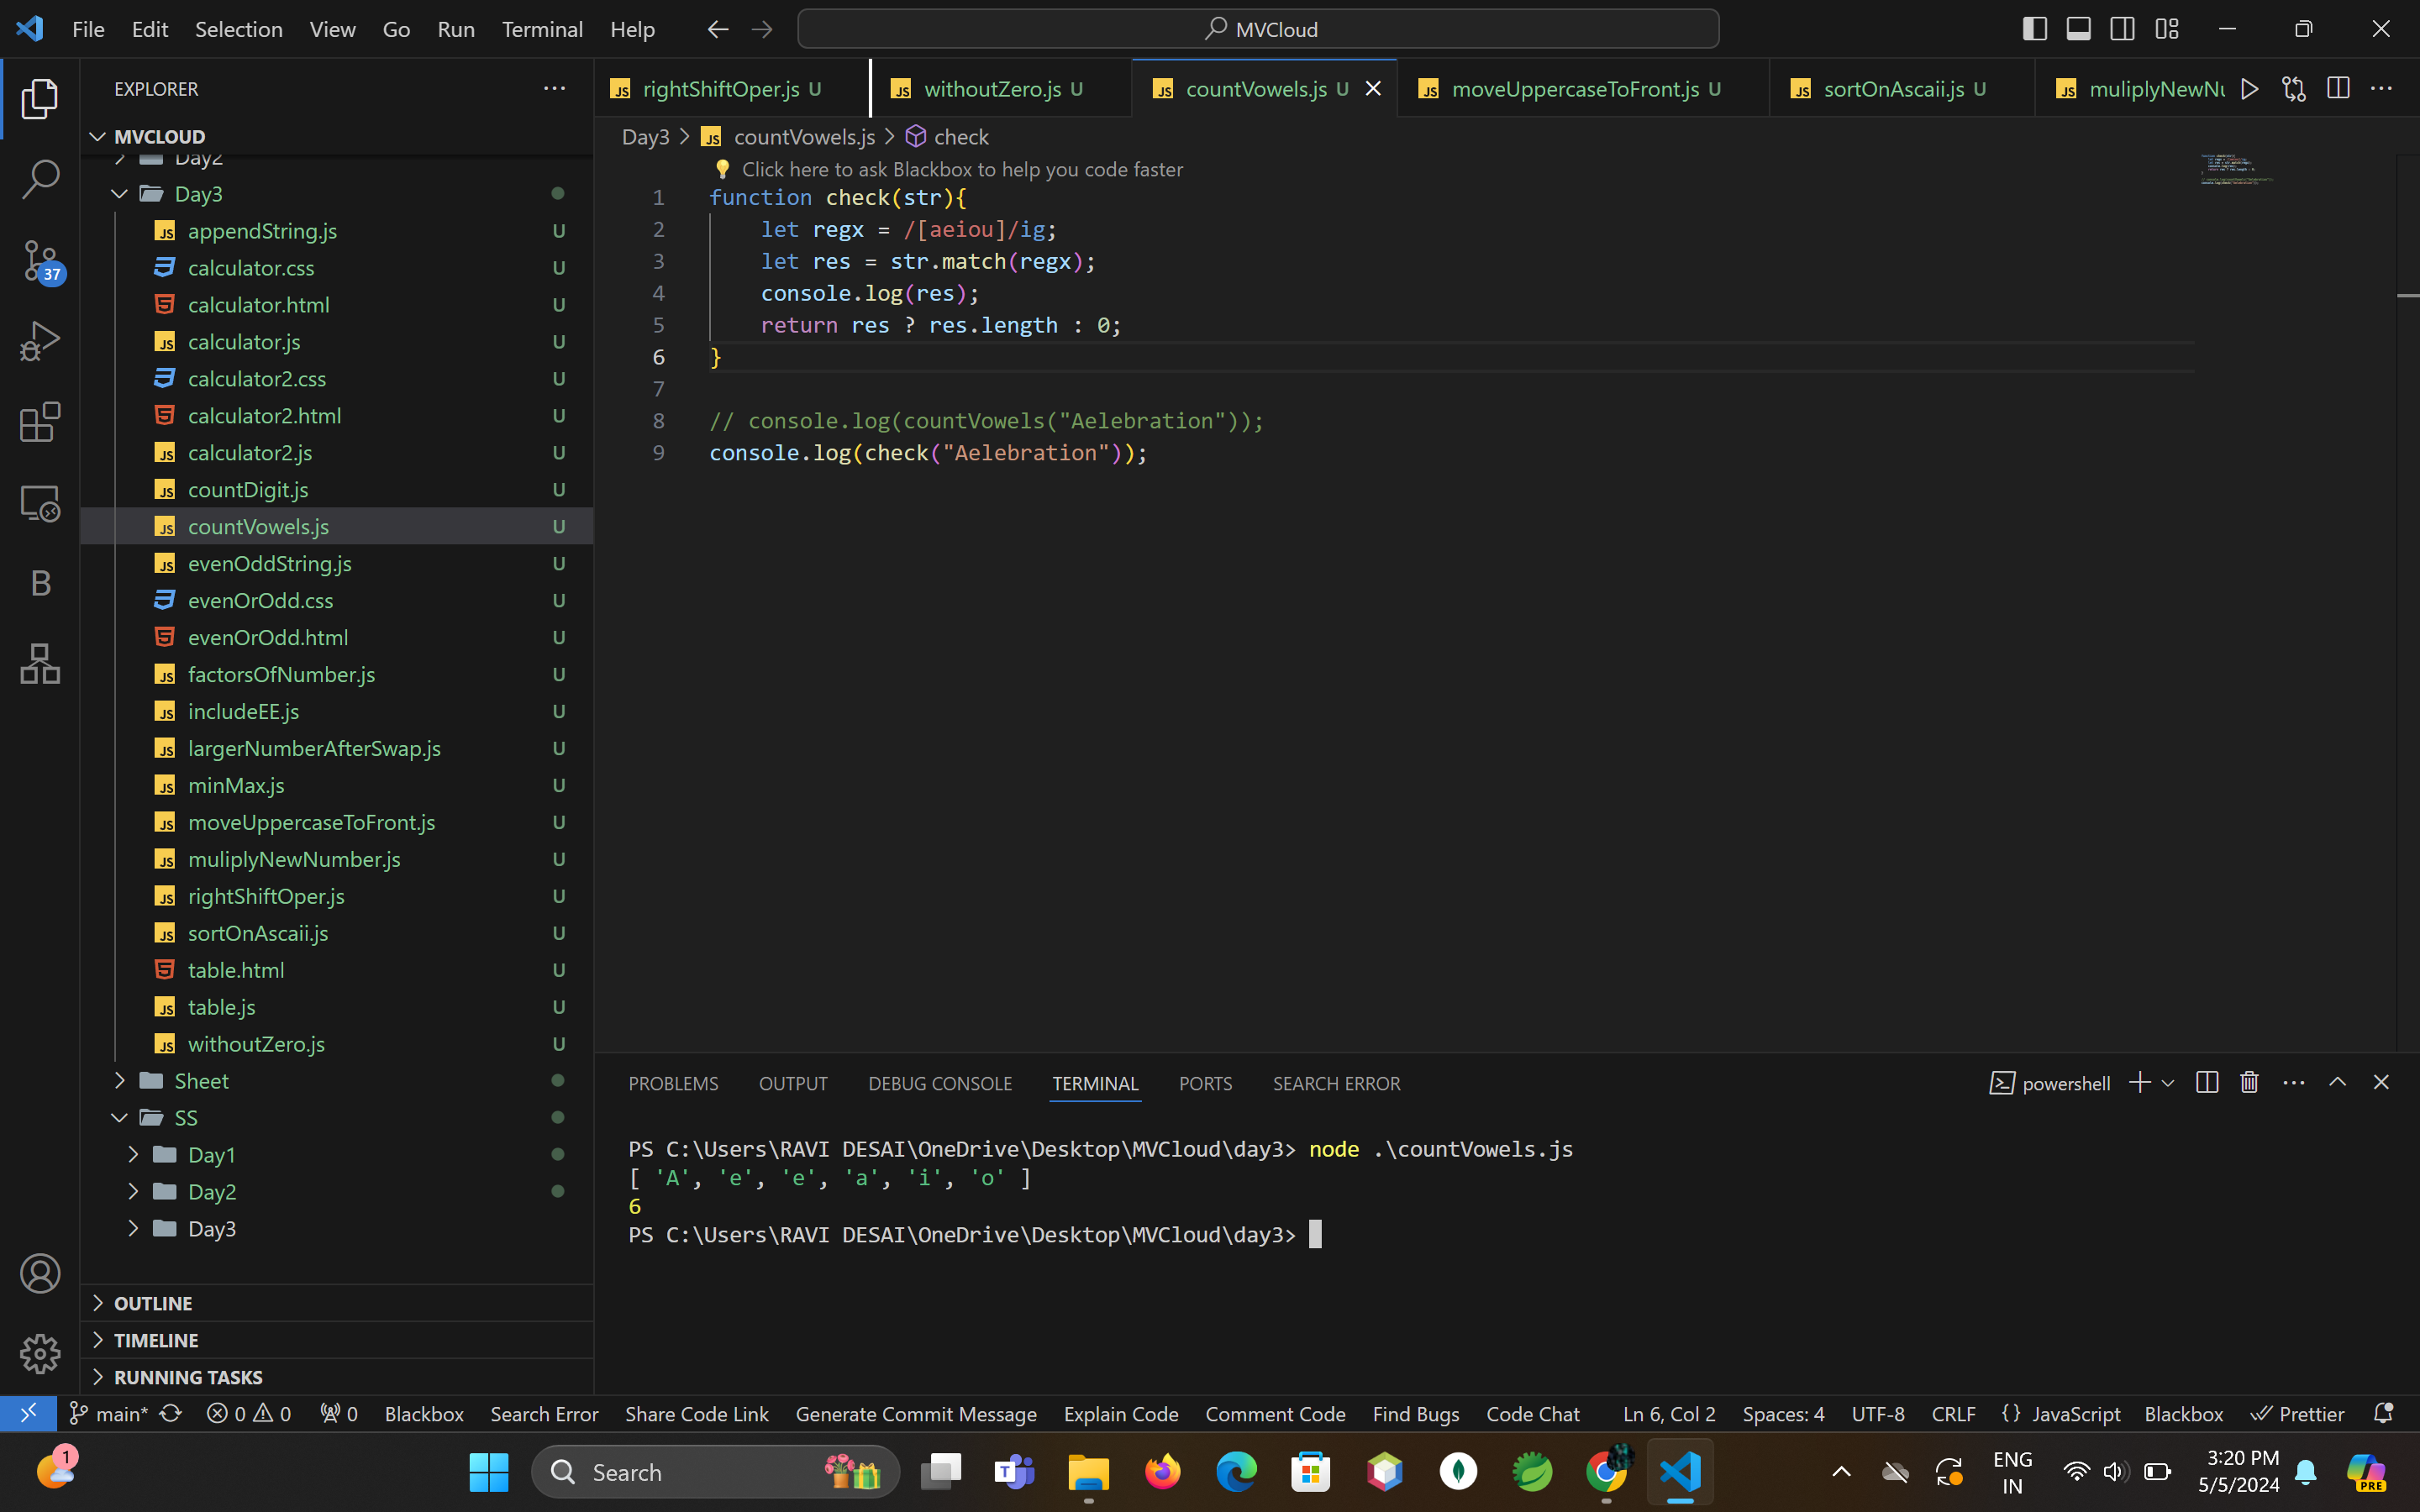 File Edit Selection View Go Run Terminal Help
MVCloud
EXPLORER
MVCLOUD
Day2
Day3
appendString.js U
calculator.css U
calculator.html U
calculator.js U
calculator2.css U
calculator2.html U
calculator2.js U
countDigit.js U
countVowels.js U
evenOddString.js U
evenOrOdd.css U
evenOrOdd.html U
factorsOfNumber.js U
includeEE.js U
largerNumberAfterSwap.js U
minMax.js U
moveUppercaseToFront.js U
muliplyNewNumber.js U
rightShiftOper.js U
sortOnAscaii.js U
table.html U
table.js U
withoutZero.js U
Sheet
SS
Day1
Day2
Day3
OUTLINE
TIMELINE
RUNNING TASKS
37
B
rightShiftOper.js U withoutZero.js U countVowels.js U moveUppercaseToFront.js U sortOnAscaii.js U muliplyNewNu
Day3 > countVowels.js > check
Click here to ask Blackbox to help you code faster
1 function check(str){
2 let regx = /[aeiou]/ig;
3 let res = str.match(regx);
4 console.log(res);
5 return res ? res.length : 0;
6 }
7
8 // console.log(countVowels("Aelebration"));
9 console.log(check("Aelebration"));
PROBLEMS OUTPUT DEBUG CONSOLE TERMINAL PORTS SEARCH ERROR
powershell
PS C:\Users\RAVI DESAI\OneDrive\Desktop\MVCloud\day3> node .\countVowels.js
[ 'A', 'e', 'e', 'a', 'i', 'o' ]
6
PS C:\Users\RAVI DESAI\OneDrive\Desktop\MVCloud\day3>
main* 0 0 0 Blackbox Search Error Share Code Link Generate Commit Message Explain Code Comment Code Find Bugs Code Chat Ln 6, Col 2 Spaces: 4 UTF-8 CRLF {} JavaScript Blackbox Prettier
1
Search
ENG
IN
3:20 PM
5/5/2024
PRE